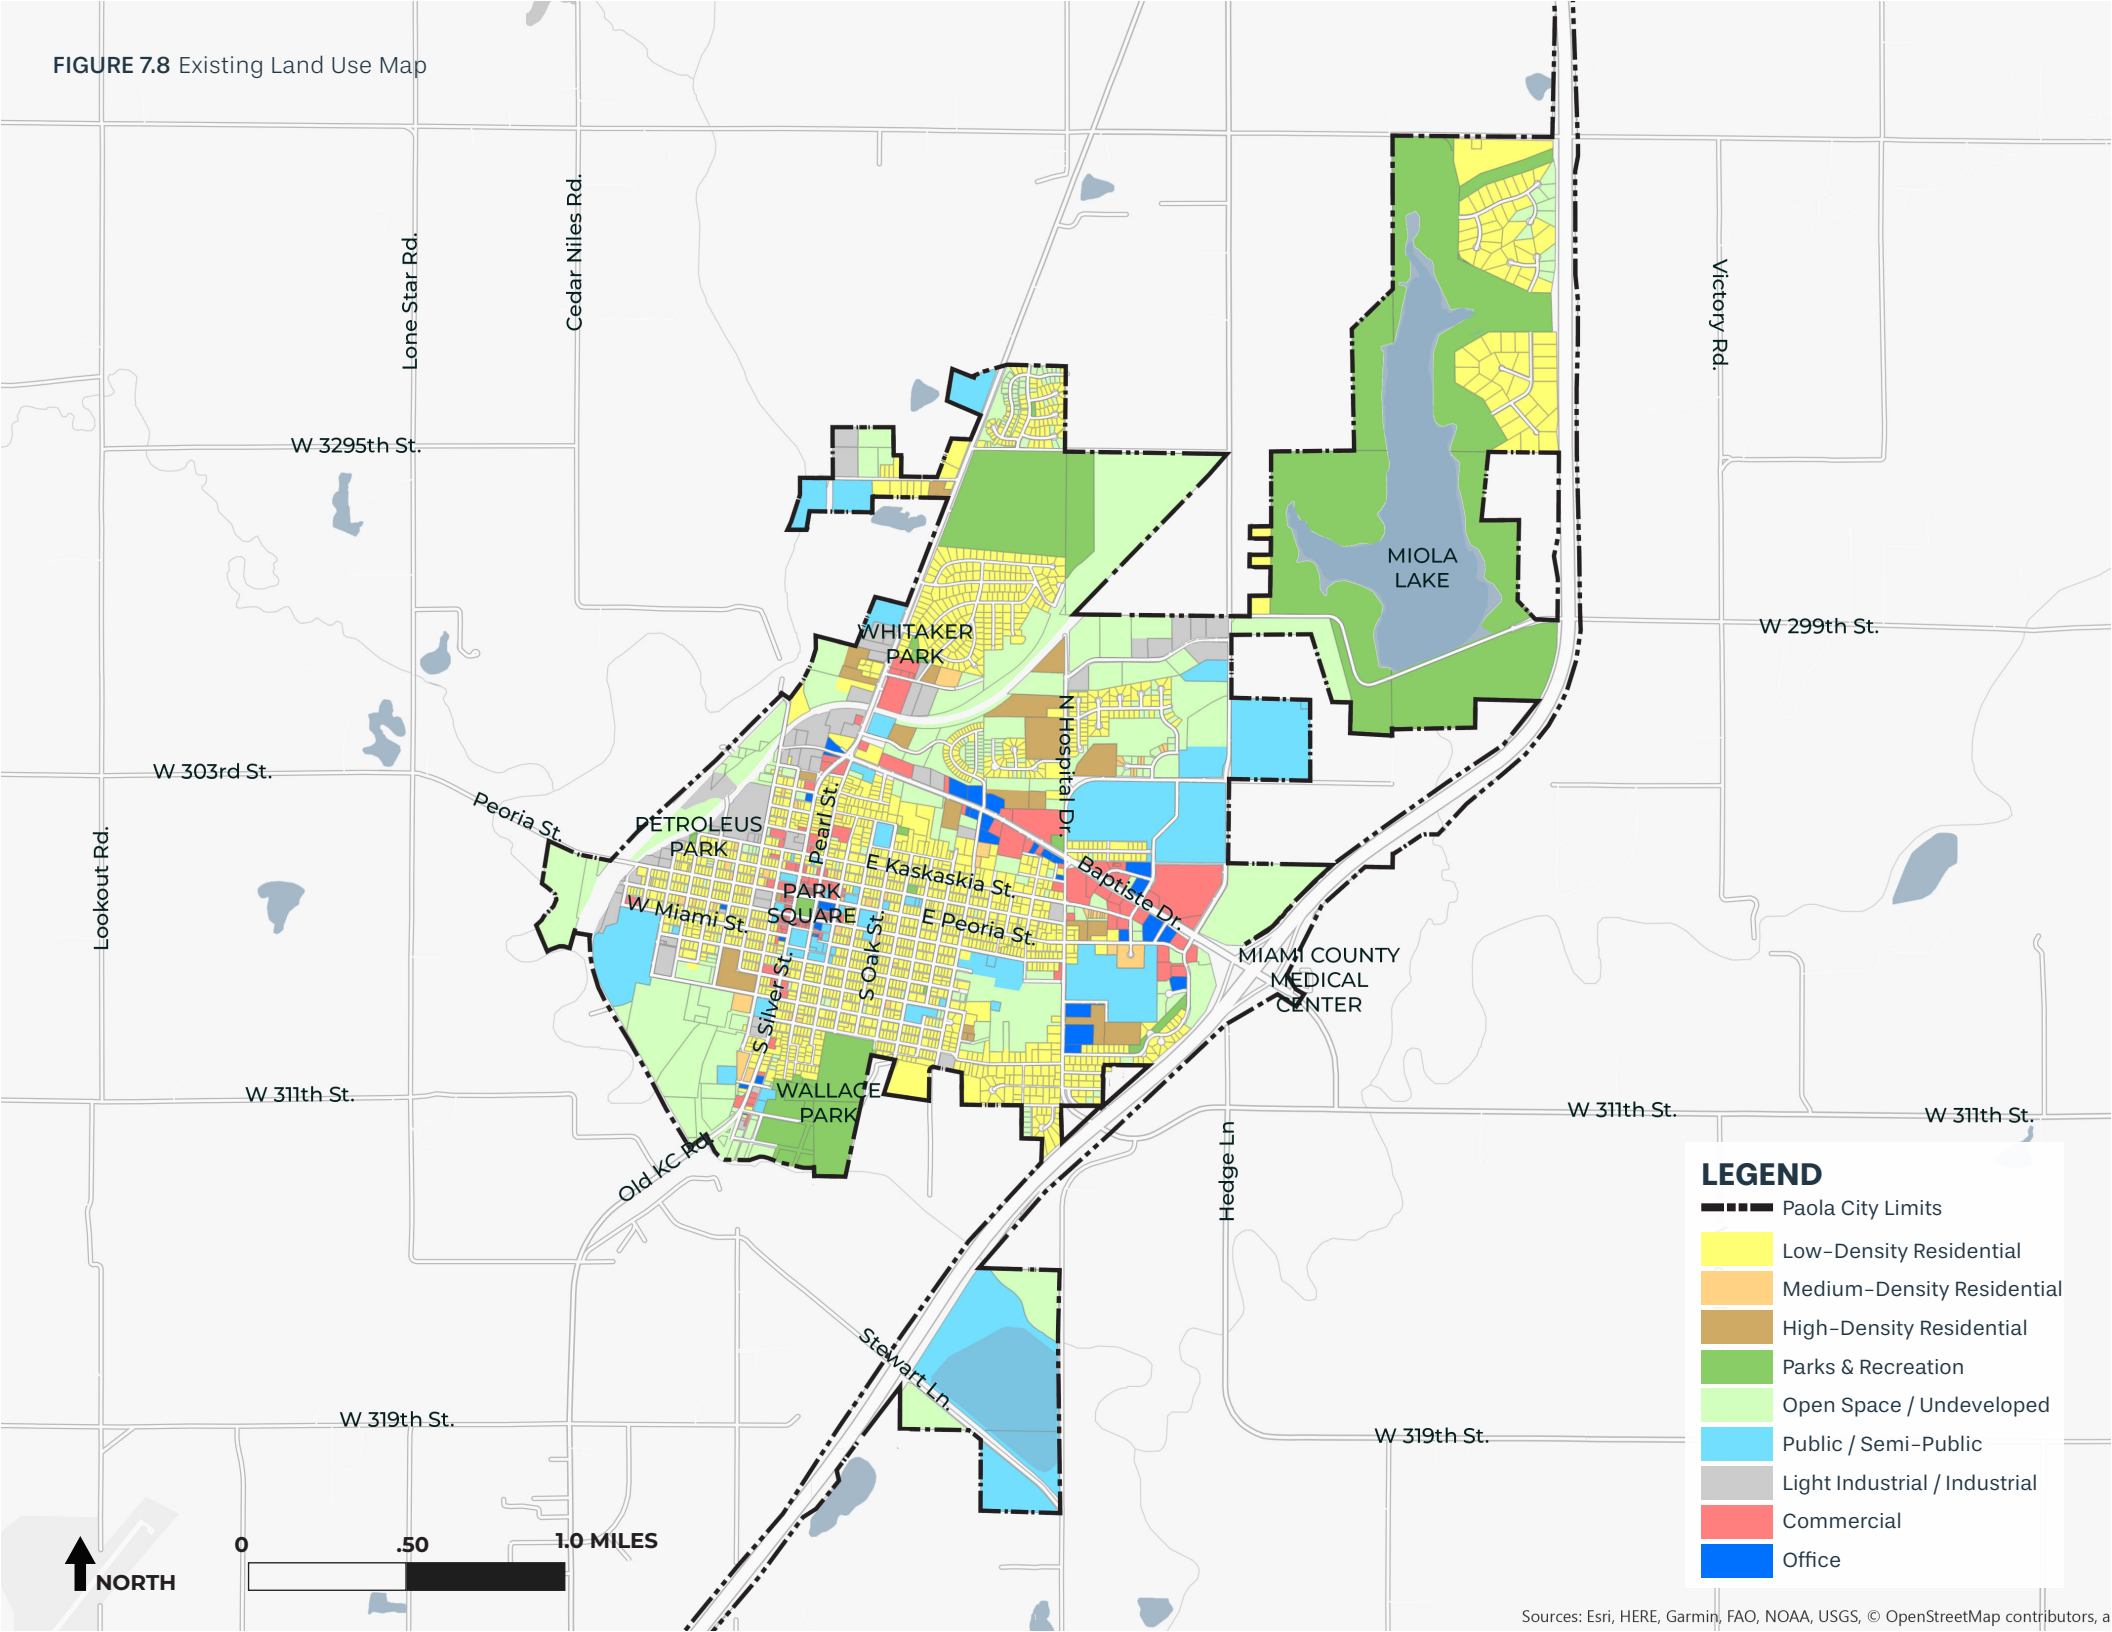 FIGURE 7.8 Existing Land Use Map
Lone Star Rd.
Cedar Niles Rd.
Victory Rd.
W 3295th St.
MIOLA
LAKE
WHITAKER
PARK
W 299th St.
N Hospital Dr.
W 303rd St.
Peoria St.
PETROLEUS
PARK
Pearl St.
Lookout Rd.
E Kaskaskia St.
Baptiste Dr.
PARK
SQUARE
W Miami St.
E Peoria St.
S Oak St.
S Silver St.
MIAMI COUNTY
MEDICAL
CENTER
WALLACE
PARK
W 311th St.
W 311th St.
W 311th St.
Old KC Rd.
Hedge Ln
Stewart Ln.
W 319th St.
W 319th St.
LEGEND
Paola City Limits
Low-Density Residential
Medium-Density Residential
High-Density Residential
Parks & Recreation
Open Space / Undeveloped
Public / Semi-Public
Light Industrial / Industrial
Commercial
Office
0 .50 1.0 MILES
NORTH
Sources: Esri, HERE, Garmin, FAO, NOAA, USGS, © OpenStreetMap contributors, a